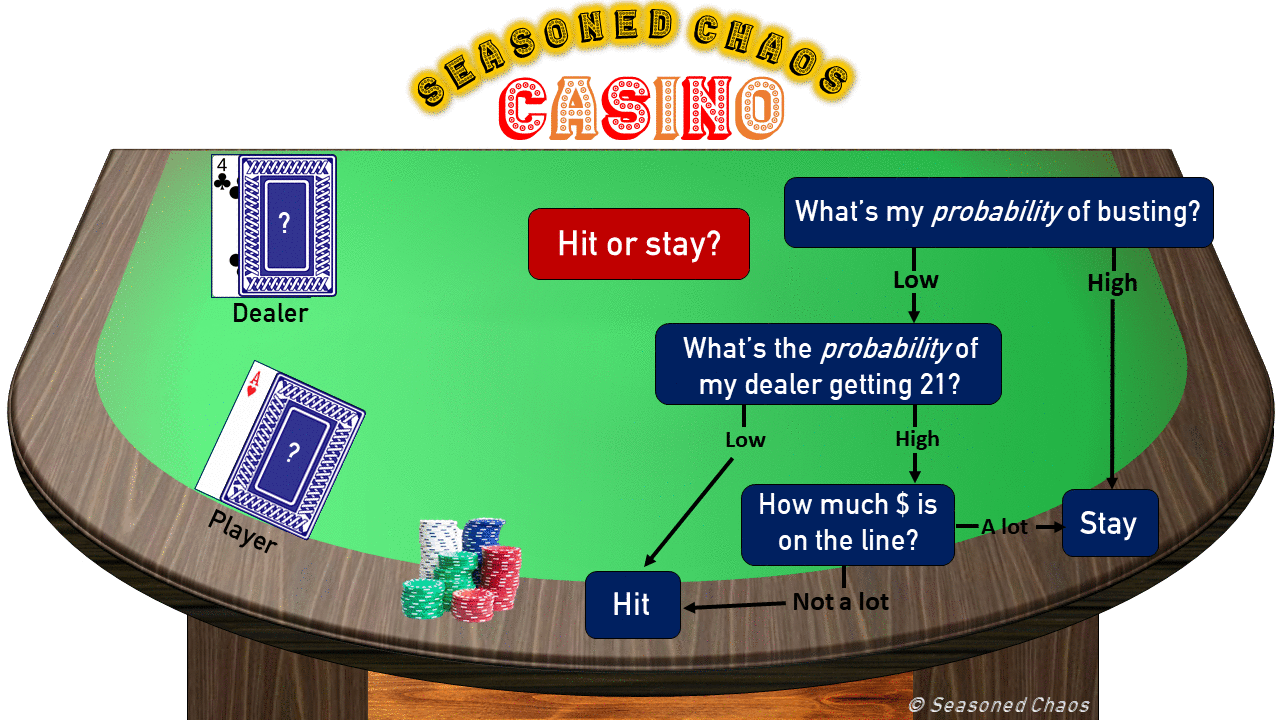 SEASONED CHAOS
CASINO
4
?
Dealer
Hit or stay?
What's my probability of busting?
Low
High
What's the probability of
my dealer getting 21?
Low
High
A
?
Player
How much $ is
on the line?
A lot
Stay
Hit
Not a lot
© Seasoned Chaos